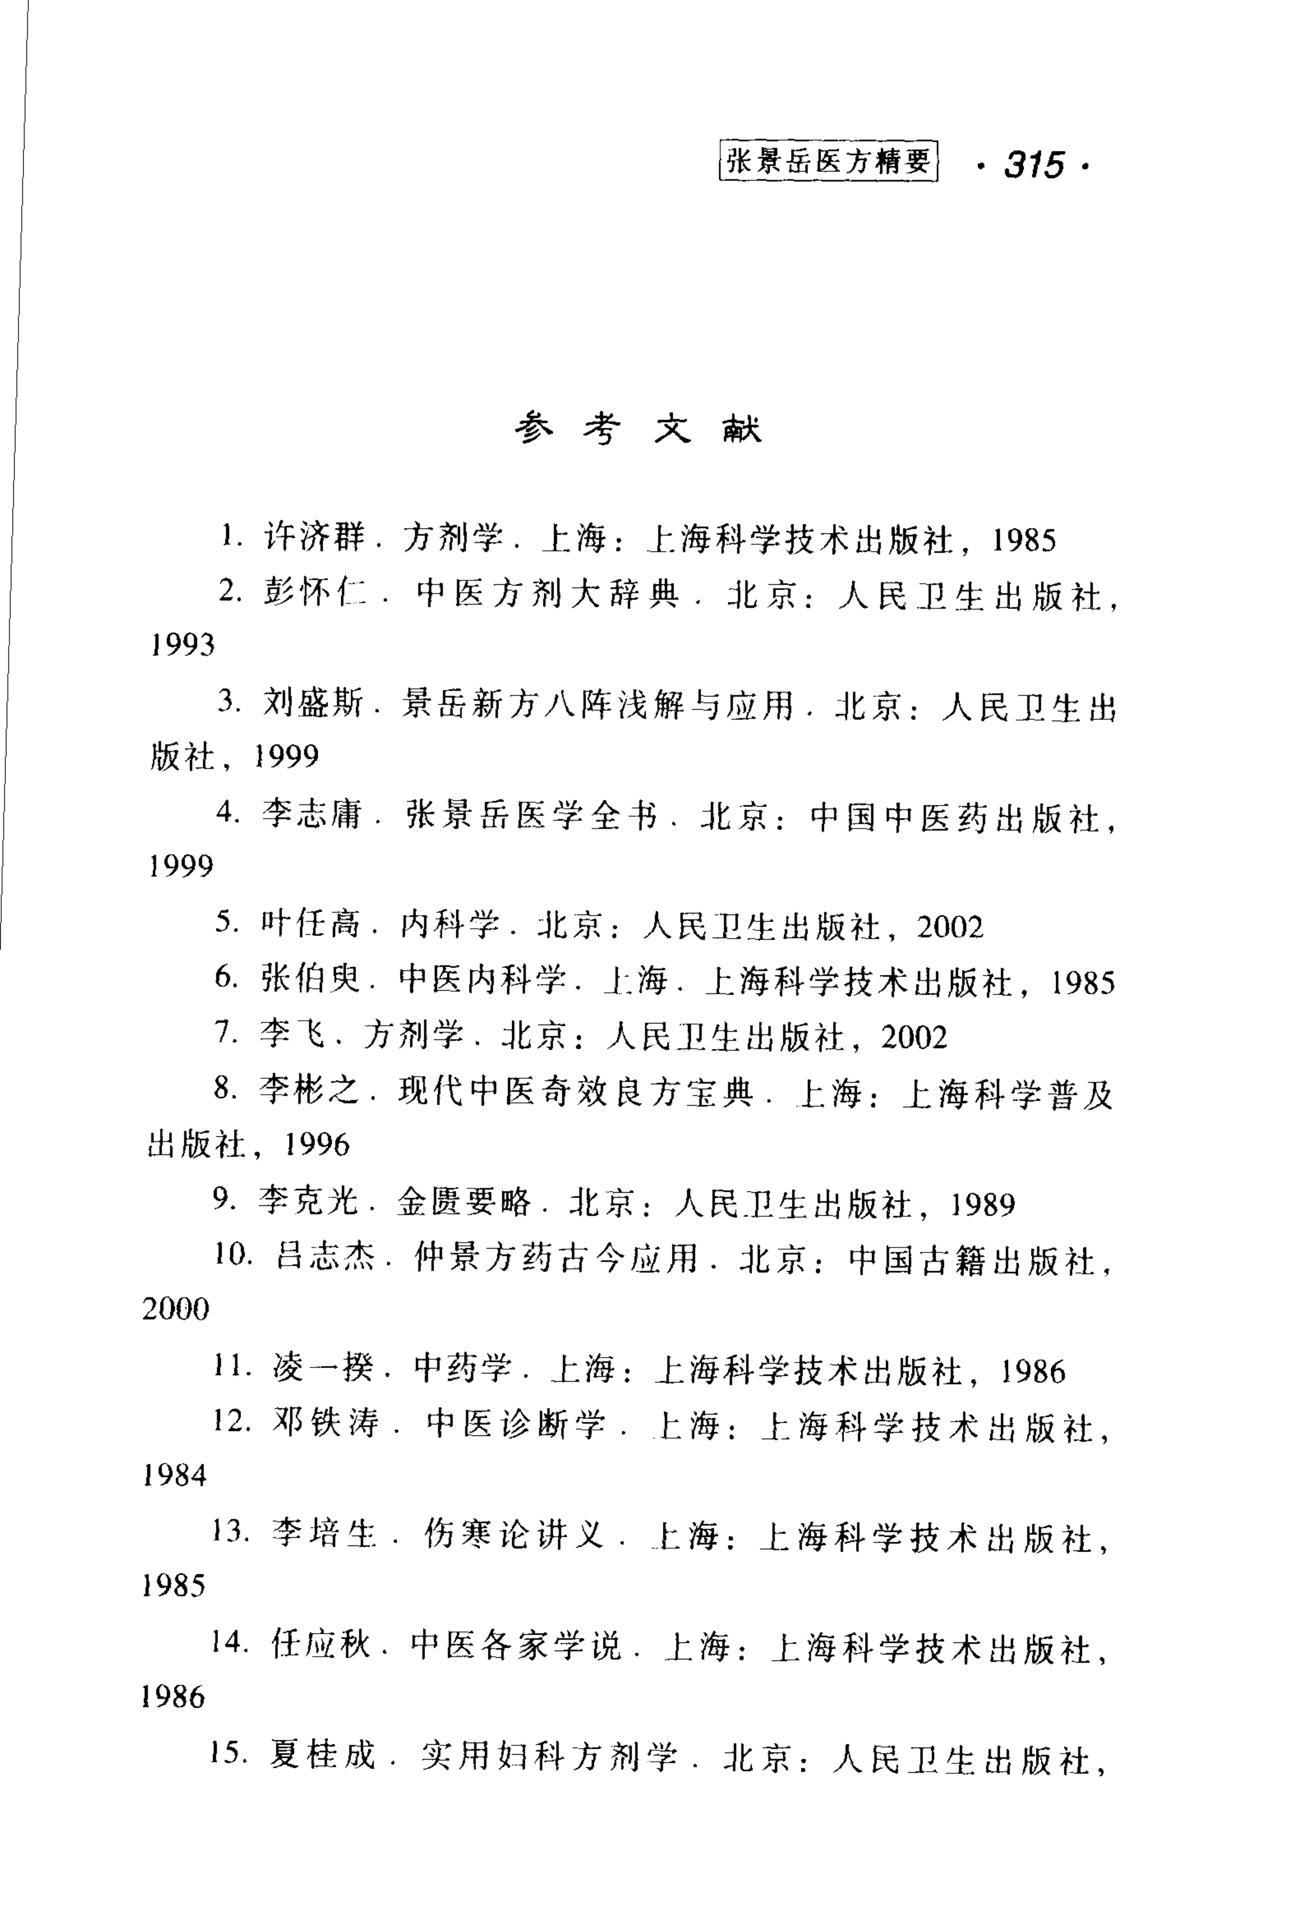 张景岳医方精要 · 315 ·
参考文献
1. 许济群．方剂学．上海：上海科学技术出版社，1985
2. 彭怀仁．中医方剂大辞典．北京：人民卫生出版社，
1993
3. 刘盛斯．景岳新方八阵浅解与应用．北京：人民卫生出
版社，1999
4. 李志庸．张景岳医学全书．北京：中国中医药出版社，
1999
5. 叶任高．内科学．北京：人民卫生出版社，2002
6. 张伯臾．中医内科学．上海．上海科学技术出版社，1985
7. 李飞．方剂学．北京：人民卫生出版社，2002
8. 李彬之．现代中医奇效良方宝典．上海：上海科学普及
出版社，1996
9. 李克光．金匮要略．北京：人民卫生出版社，1989
10. 吕志杰．仲景方药古今应用．北京：中国古籍出版社，
2000
11. 凌一揆．中药学．上海：上海科学技术出版社，1986
12. 邓铁涛．中医诊断学．上海：上海科学技术出版社，
1984
13. 李培生．伤寒论讲义．上海：上海科学技术出版社，
1985
14. 任应秋．中医各家学说．上海：上海科学技术出版社，
1986
15. 夏桂成．实用妇科方剂学．北京：人民卫生出版社，